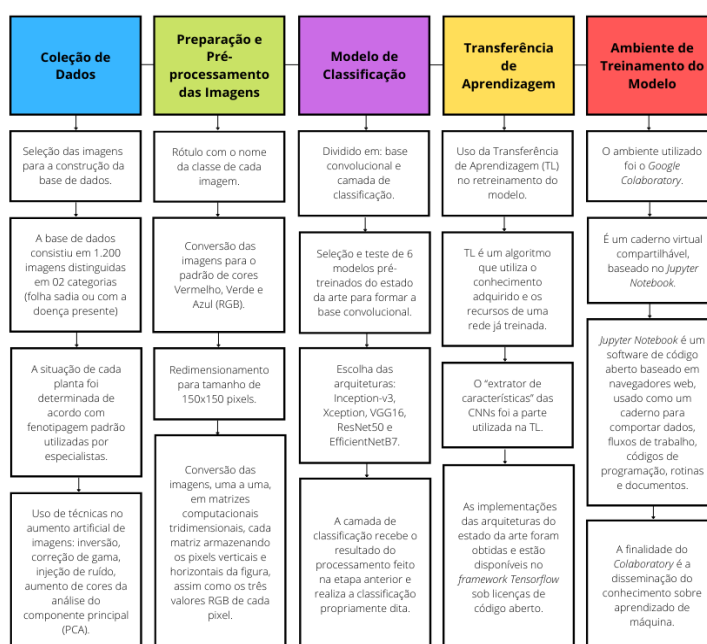 Coleção de
Dados
Seleção das imagens
para a construção da
base de dados.
A base de dados
consistiu em 1.200
imagens distinguidas
em 02 categorias
(folha sadia ou com a
doença presente)
A situação de cada
planta foi
determinada de
acordo com
fenotipagem padrão
utilizadas por
especialistas.
Uso de técnicas no
aumento artificial de
imagens: inversão,
correção de gama,
injeção de ruído,
aumento de cores da
análise do
componente principal
(PCA).
Preparação e
Pré-
processamento
das Imagens
Rótulo com o nome
da classe de cada
imagem.
Conversão das
imagens para o
padrão de cores
Vermelho, Verde e
Azul (RGB).
Redimensionamento
para tamanho de
150x150 pixels.
Conversão das
imagens, uma a uma,
em matrizes
computacionais
tridimensionais, cada
matriz armazenando
os pixels verticais e
horizontais da figura,
assim como os três
valores RGB de cada
pixel.
Modelo de
Classificação
Dividido em: base
convolucional e
camada de
classificação.
Seleção e teste de 6
modelos pré-
treinados do estado
da arte para formar a
base convolucional.
Escolha das
arquiteturas:
Inception-v3,
Xception, VGG16,
ResNet50 e
EfficientNetB7.
A camada de
classificação recebe o
resultado do
processamento feito
na etapa anterior e
realiza a classificação
propriamente dita.
Transferência
de
Aprendizagem
Uso da Transferência
de Aprendizagem (TL)
no retreinamento do
modelo.
TL é um algoritmo
que utiliza o
conhecimento
adquirido e os
recursos de uma
rede já treinada.
O “extrator de
características” das
CNNs foi a parte
utilizada na TL.
As implementações
das arquiteturas do
estado da arte foram
obtidas e estão
disponíveis no
framework Tensorflow
sob licenças de
código aberto.
Ambiente de
Treinamento do
Modelo
O ambiente utilizado
foi o Google
Colaboratory.
É um caderno virtual
compartilhável,
baseado no Jupyter
Notebook.
Jupyter Notebook é um
software de código
aberto baseado em
navegadores web,
usado como um
caderno para
comportar dados,
fluxos de trabalho,
códigos de
programação, rotinas
e documentos.
A finalidade do
Colaboratory é a
disseminação do
conhecimento sobre
aprendizado de
máquina.